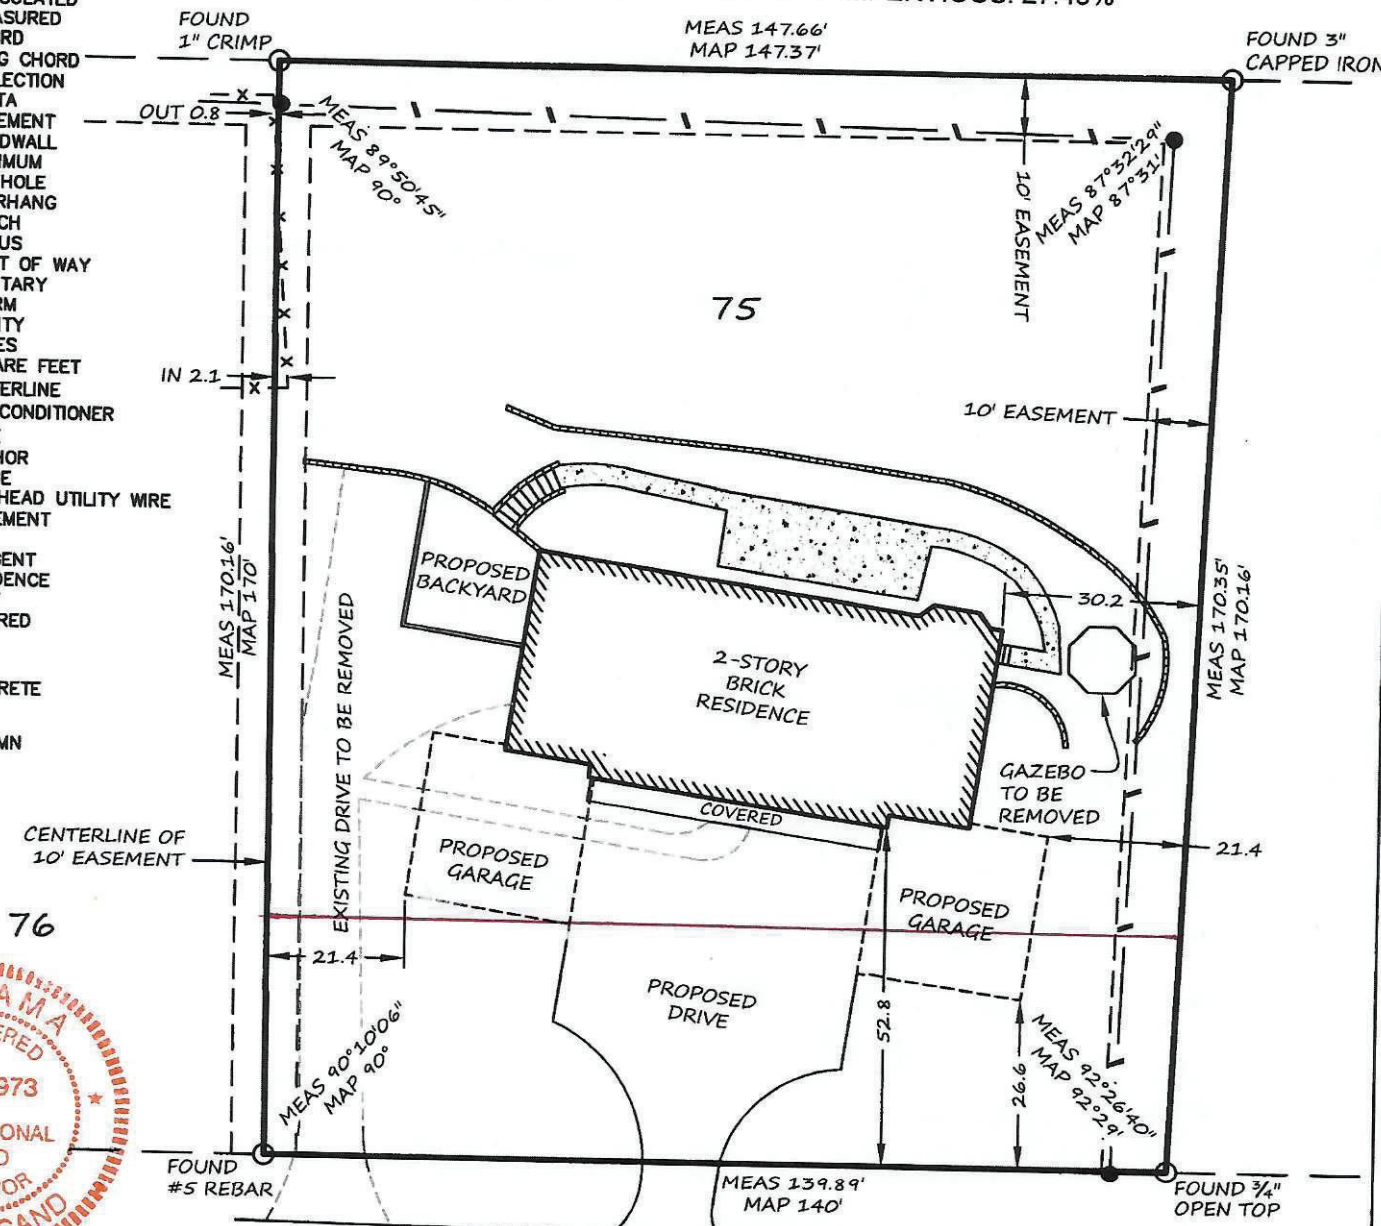 FOUND
1" CRIMP
MEAS 147.66'
MAP 147.37'
FOUND 3"
CAPPED IRON
G CHORD
EASEMENT
OUT 0.8
MEAS 89°50'45"
MAP 90°
10' EASEMENT
MEAS 87°32'29"
MAP 87°31'
T OF WAY
75
ARE FEET
IN 2.1
CONDITIONER
10' EASEMENT
HEAD UTILITY WIRE
MEAS 170.16'
MAP 170'
PROPOSED
BACKYARD
30.2
MEAS 170.35'
MAP 170.16'
2-STORY
BRICK
RESIDENCE
EXISTING DRIVE TO BE REMOVED
GAZEBO
TO BE
REMOVED
COVERED
CENTERLINE OF
10' EASEMENT
PROPOSED
GARAGE
21.4
PROPOSED
GARAGE
76
21.4
PROPOSED
DRIVE
52.8
26.6
MEAS 90°10'06"
MAP 90°
MEAS 92°26'40"
MAP 92°29'
973
FOUND
#5 REBAR
MEAS 139.89'
MAP 140'
FOUND ¾"
OPEN TOP